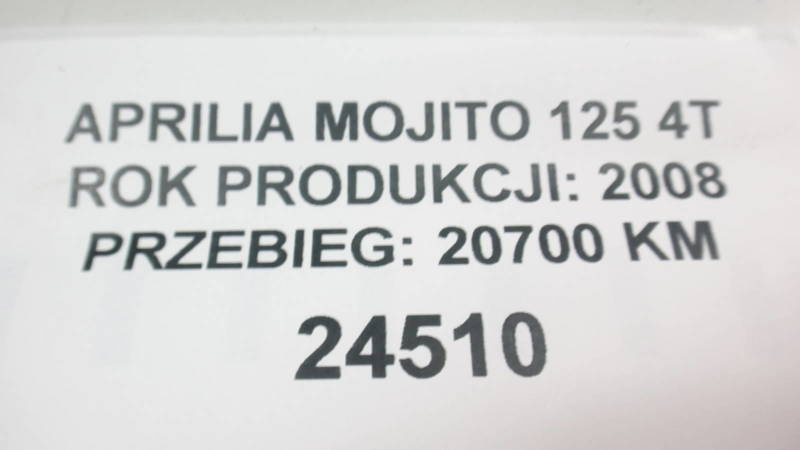 APRILIA MOJITO 125 4T
ROK PRODUKCJI: 2008
PRZEBIEG: 20700 KM
24510